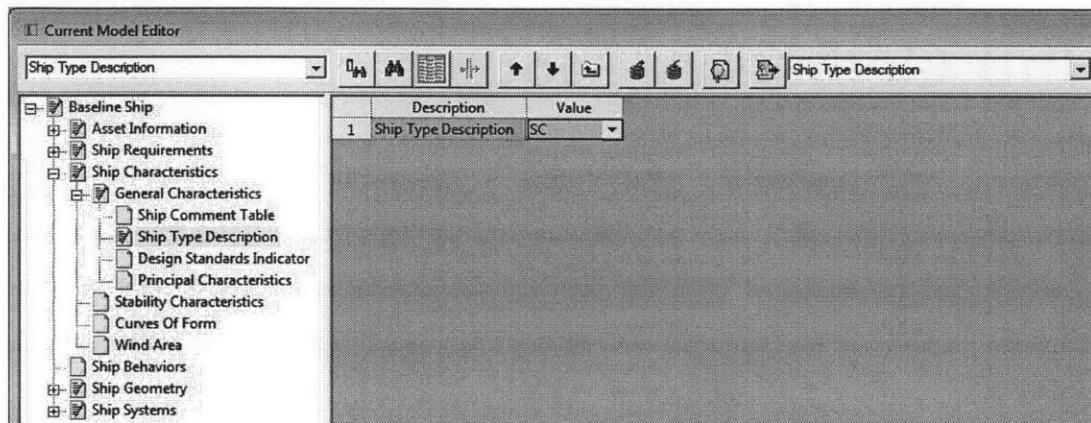 Current Model Editor
Ship Type Description
Ship Type Description
Baseline Ship
Asset Information
Ship Requirements
Ship Characteristics
General Characteristics
Ship Comment Table
Ship Type Description
Design Standards Indicator
Principal Characteristics
Stability Characteristics
Curves Of Form
Wind Area
Ship Behaviors
Ship Geometry
Ship Systems
Description Value
1 Ship Type Description SC